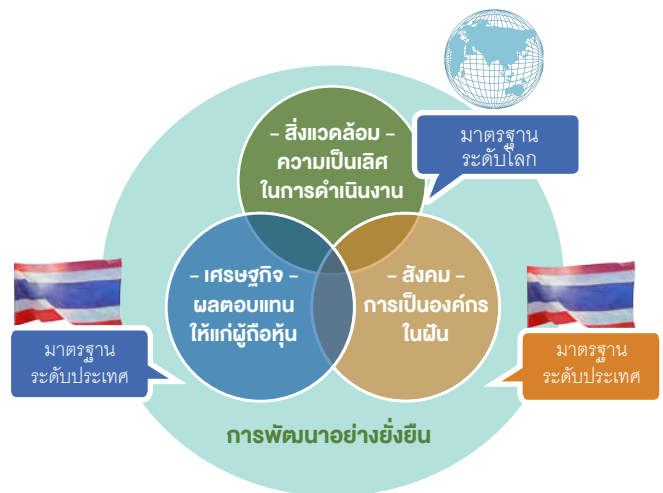 - สิ่งแวดล้อม -
ความเป็นเลิศ
ในการดำเนินงาน
มาตรฐาน
ระดับโลก
- เศรษฐกิจ -
ผลตอบแทน
ให้แก่ผู้ถือหุ้น
- สังคม -
การเป็นองค์กร
ในฝัน
มาตรฐาน
ระดับประเทศ
มาตรฐาน
ระดับประเทศ
การพัฒนาอย่างยั่งยืน